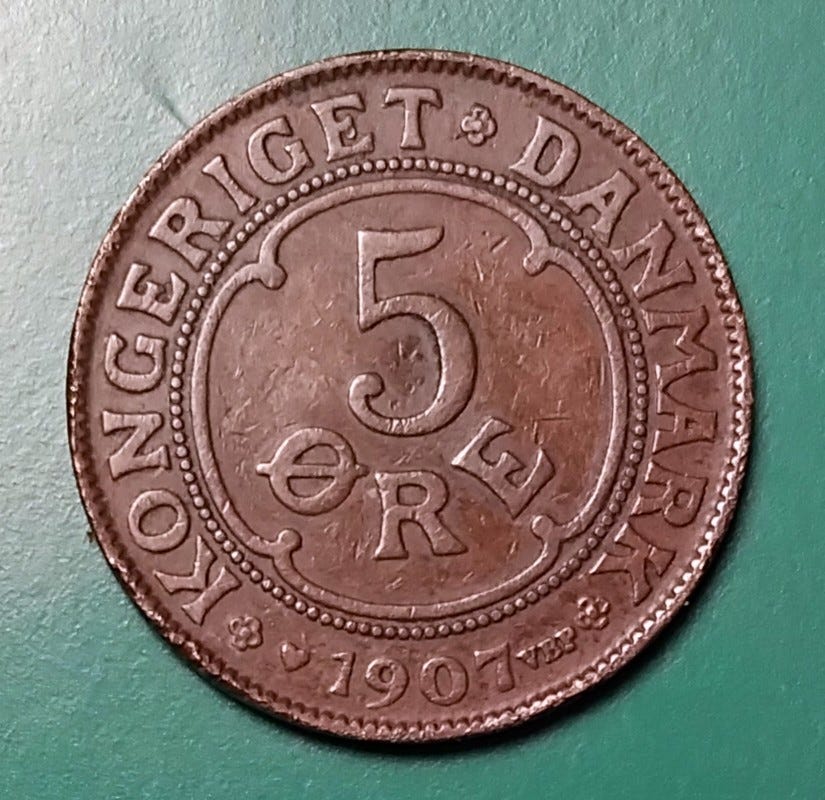 KONGERIGET DANMARK
5
ØRE
1907 VBP